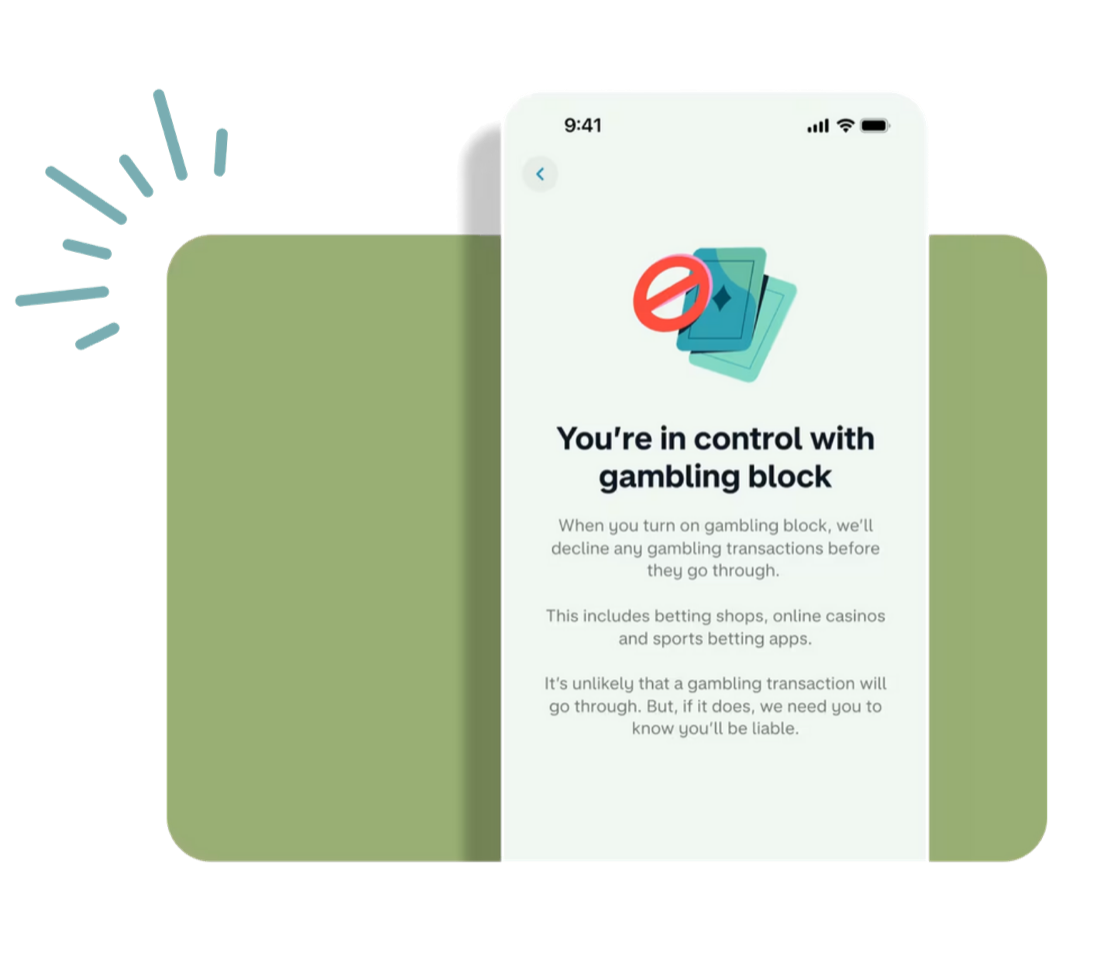 9:41
You're in control with
gambling block
When you turn on gambling block, we'll
decline any gambling transactions before
they go through.
This includes betting shops, online casinos
and sports betting apps.
It's unlikely that a gambling transaction will
go through. But, if it does, we need you to
know you'll be liable.